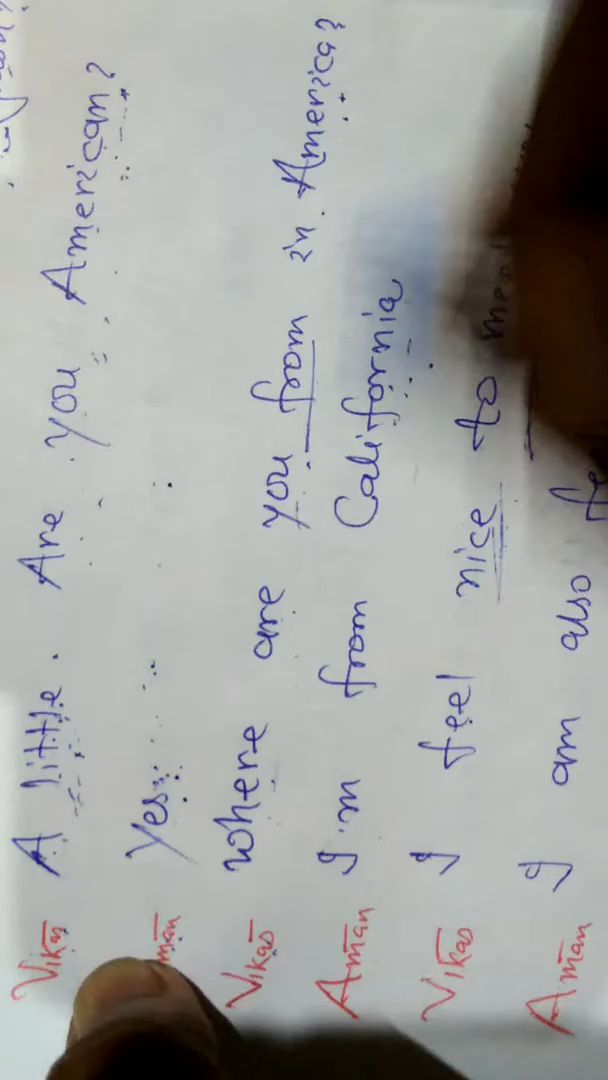 Vikas A little. Are you American?
Yes
Vikas where are you from in America?
Aman I'm from California
Vikas I feel nice to
Aman I am also